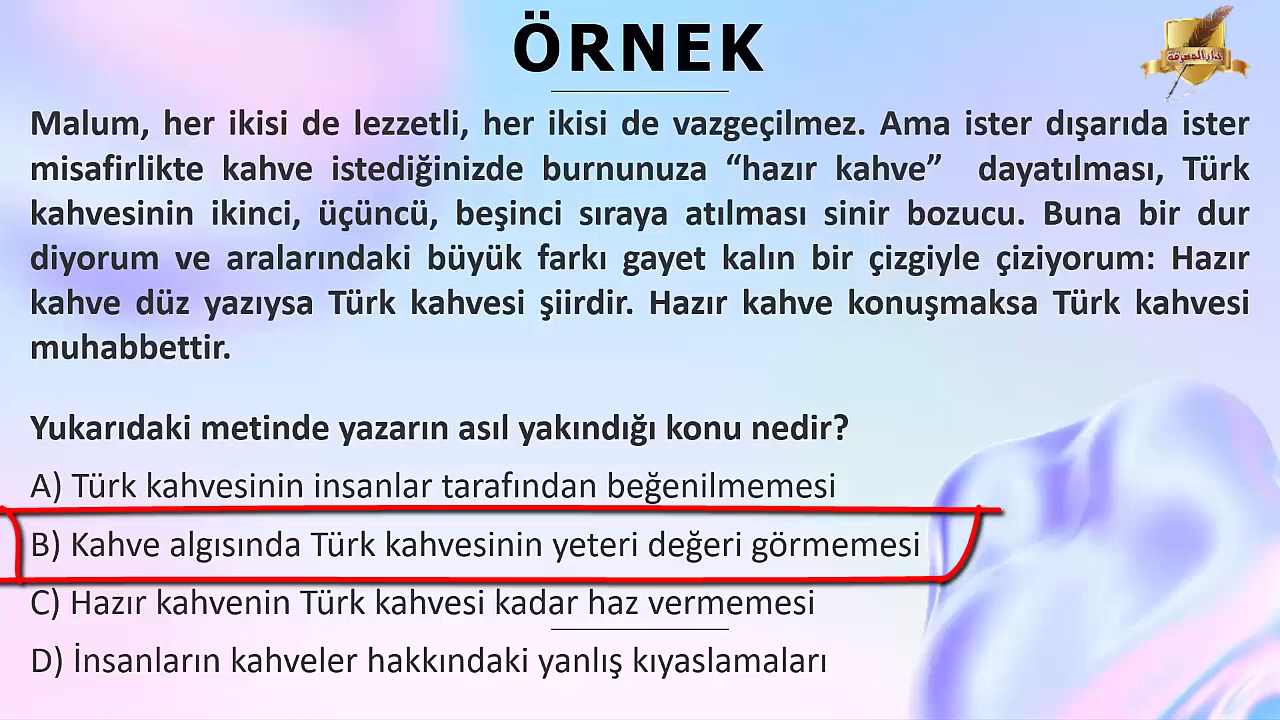 ÖRNEK
دار المعرفة
Malum, her ikisi de lezzetli, her ikisi de vazgeçilmez. Ama ister dışarıda ister
misafirlikte kahve istediğinizde burnunuza “hazır kahve” dayatılması, Türk
kahvesinin ikinci, üçüncü, beşinci sıraya atılması sinir bozucu. Buna bir dur
diyorum ve aralarındaki büyük farkı gayet kalın bir çizgiyle çiziyorum: Hazır
kahve düz yazıysa Türk kahvesi şiirdir. Hazır kahve konuşmaksa Türk kahvesi
muhabbettir.
Yukarıdaki metinde yazarın asıl yakındığı konu nedir?
A) Türk kahvesinin insanlar tarafından beğenilmemesi
B) Kahve algısında Türk kahvesinin yeteri değeri görmemesi
C) Hazır kahvenin Türk kahvesi kadar haz vermemesi
D) İnsanların kahveler hakkındaki yanlış kıyaslamaları